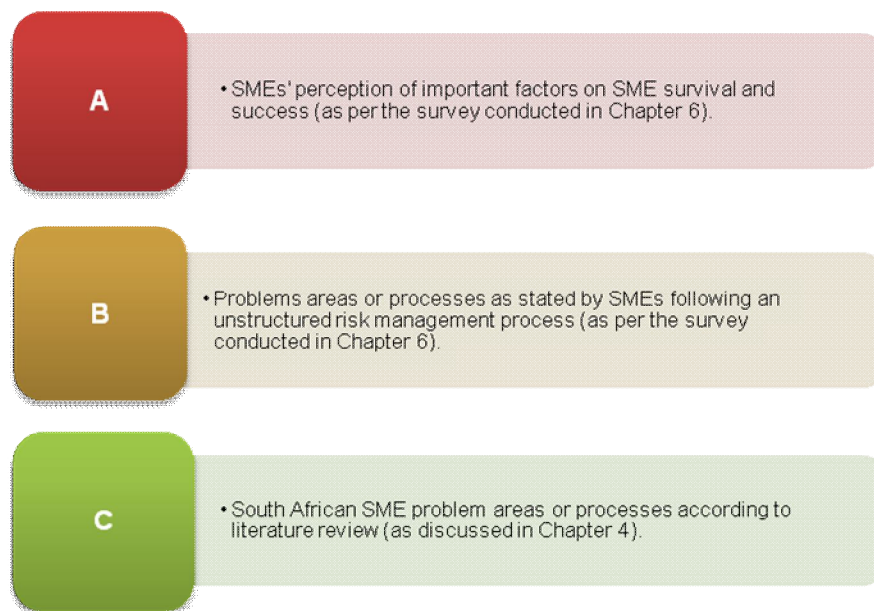 A
• SMEs' perception of important factors on SME survival and
success (as per the survey conducted in Chapter 6).
B
• Problems areas or processes as stated by SMEs following an
unstructured risk management process (as per the survey
conducted in Chapter 6).
C
• South African SME problem areas or processes according to
literature review (as discussed in Chapter 4).